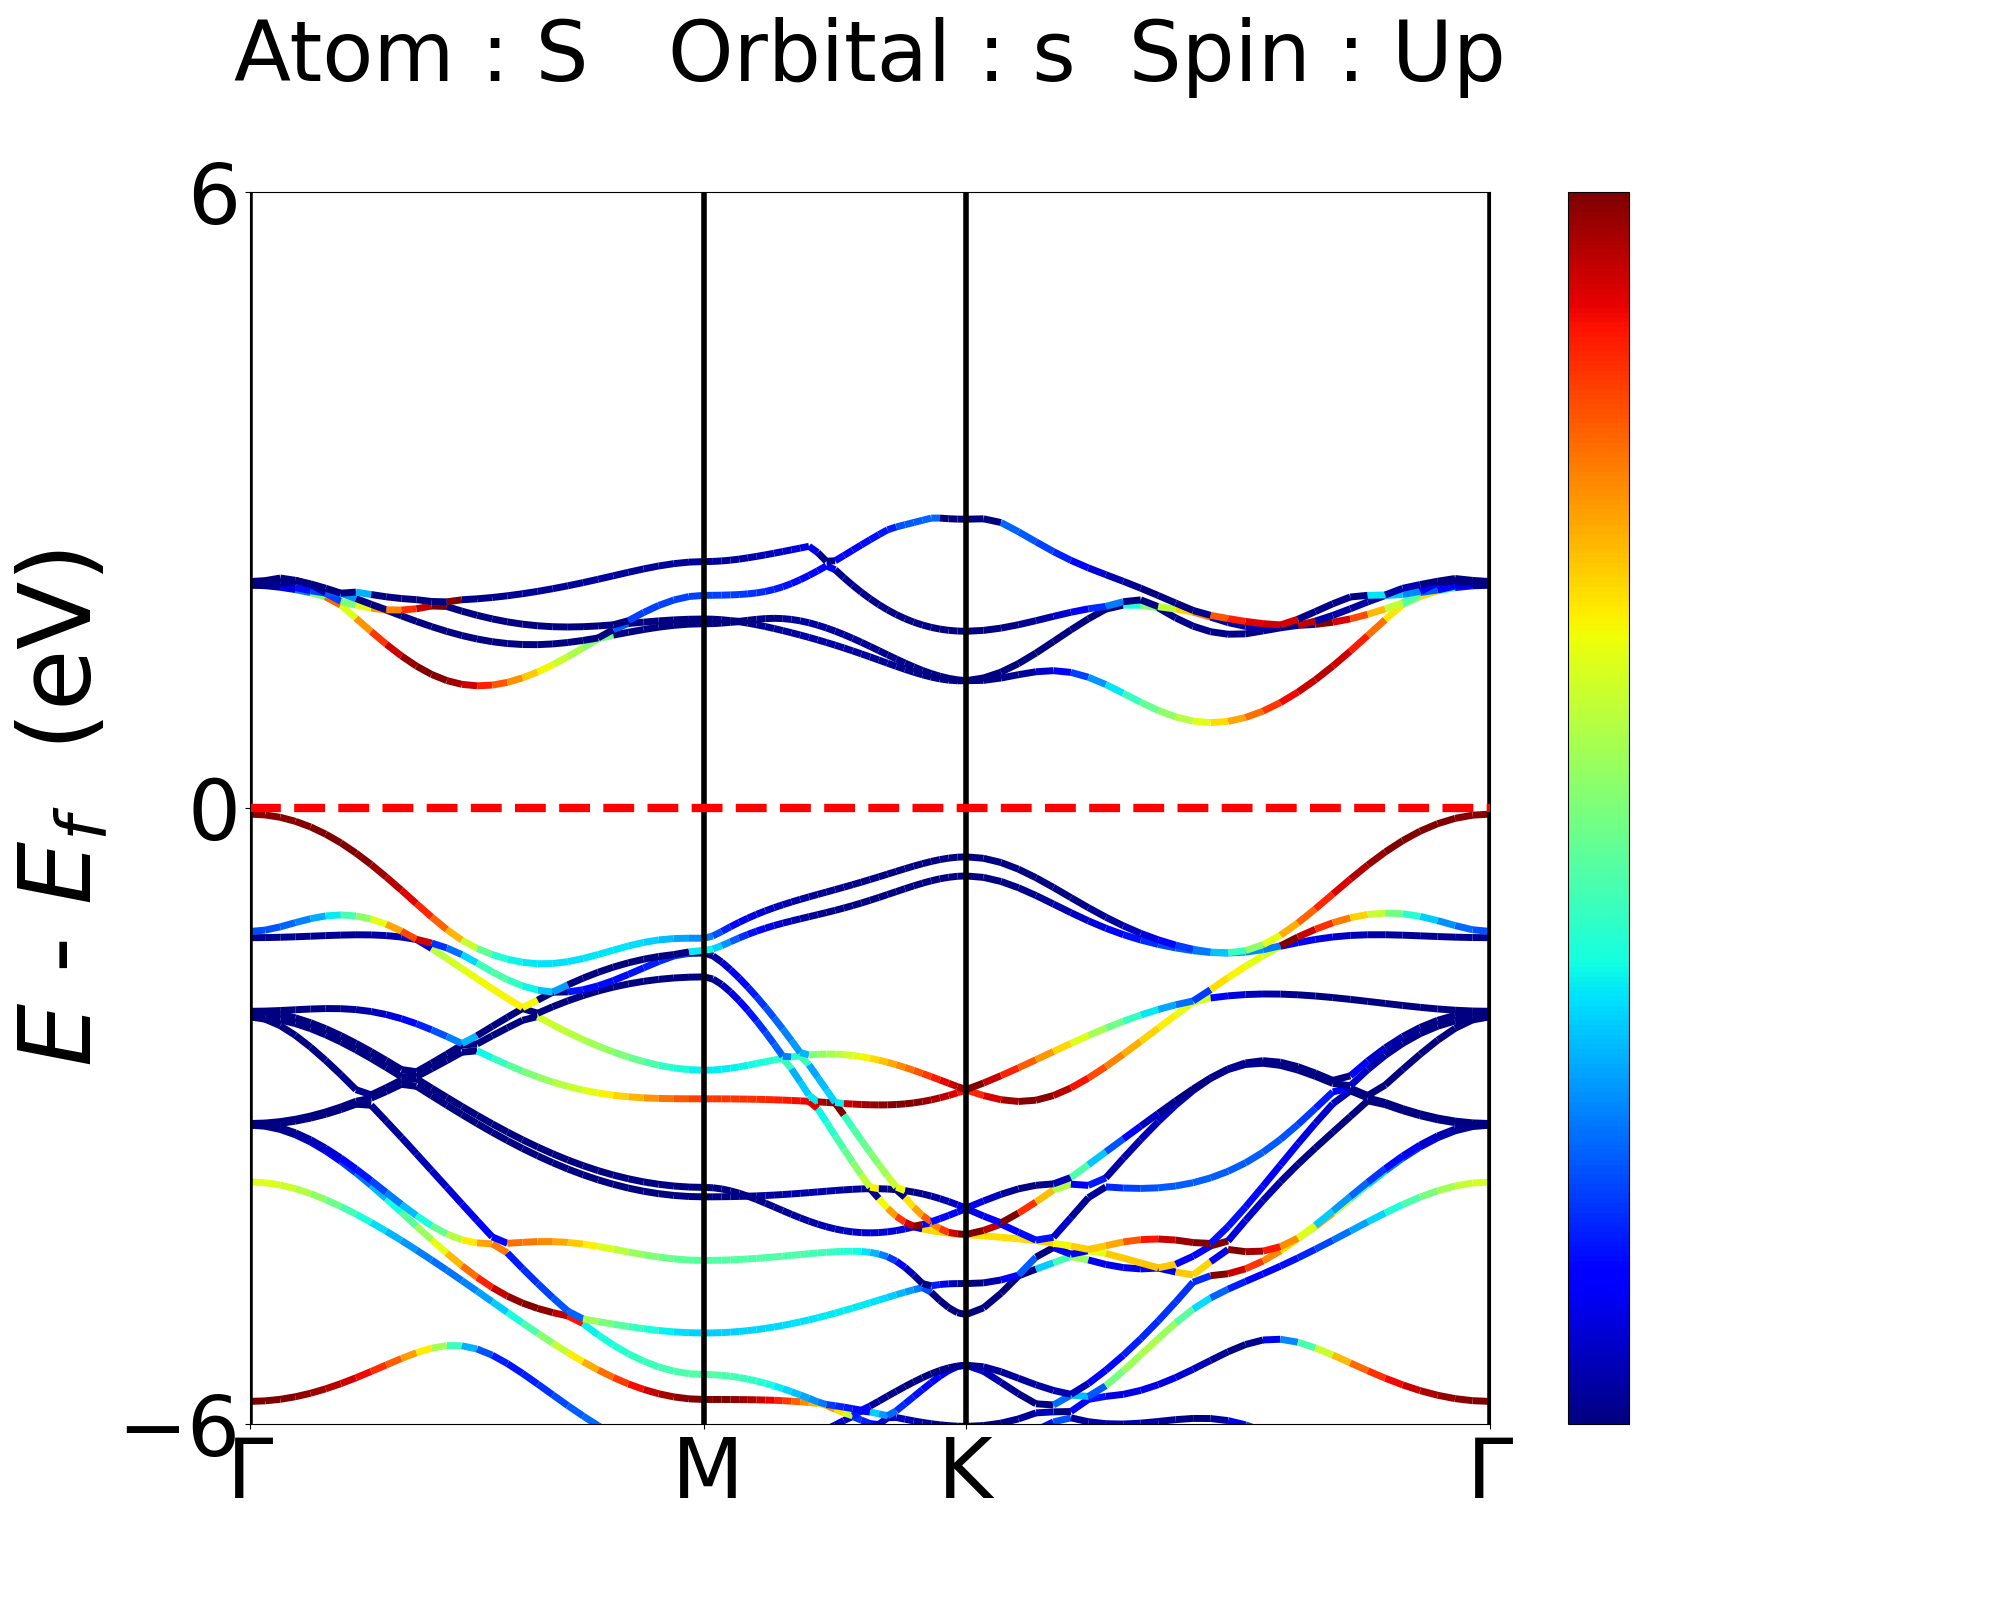 Atom : S Orbital : s Spin : Up
6
0
−6
E - E_f (eV)
Γ M K Γ